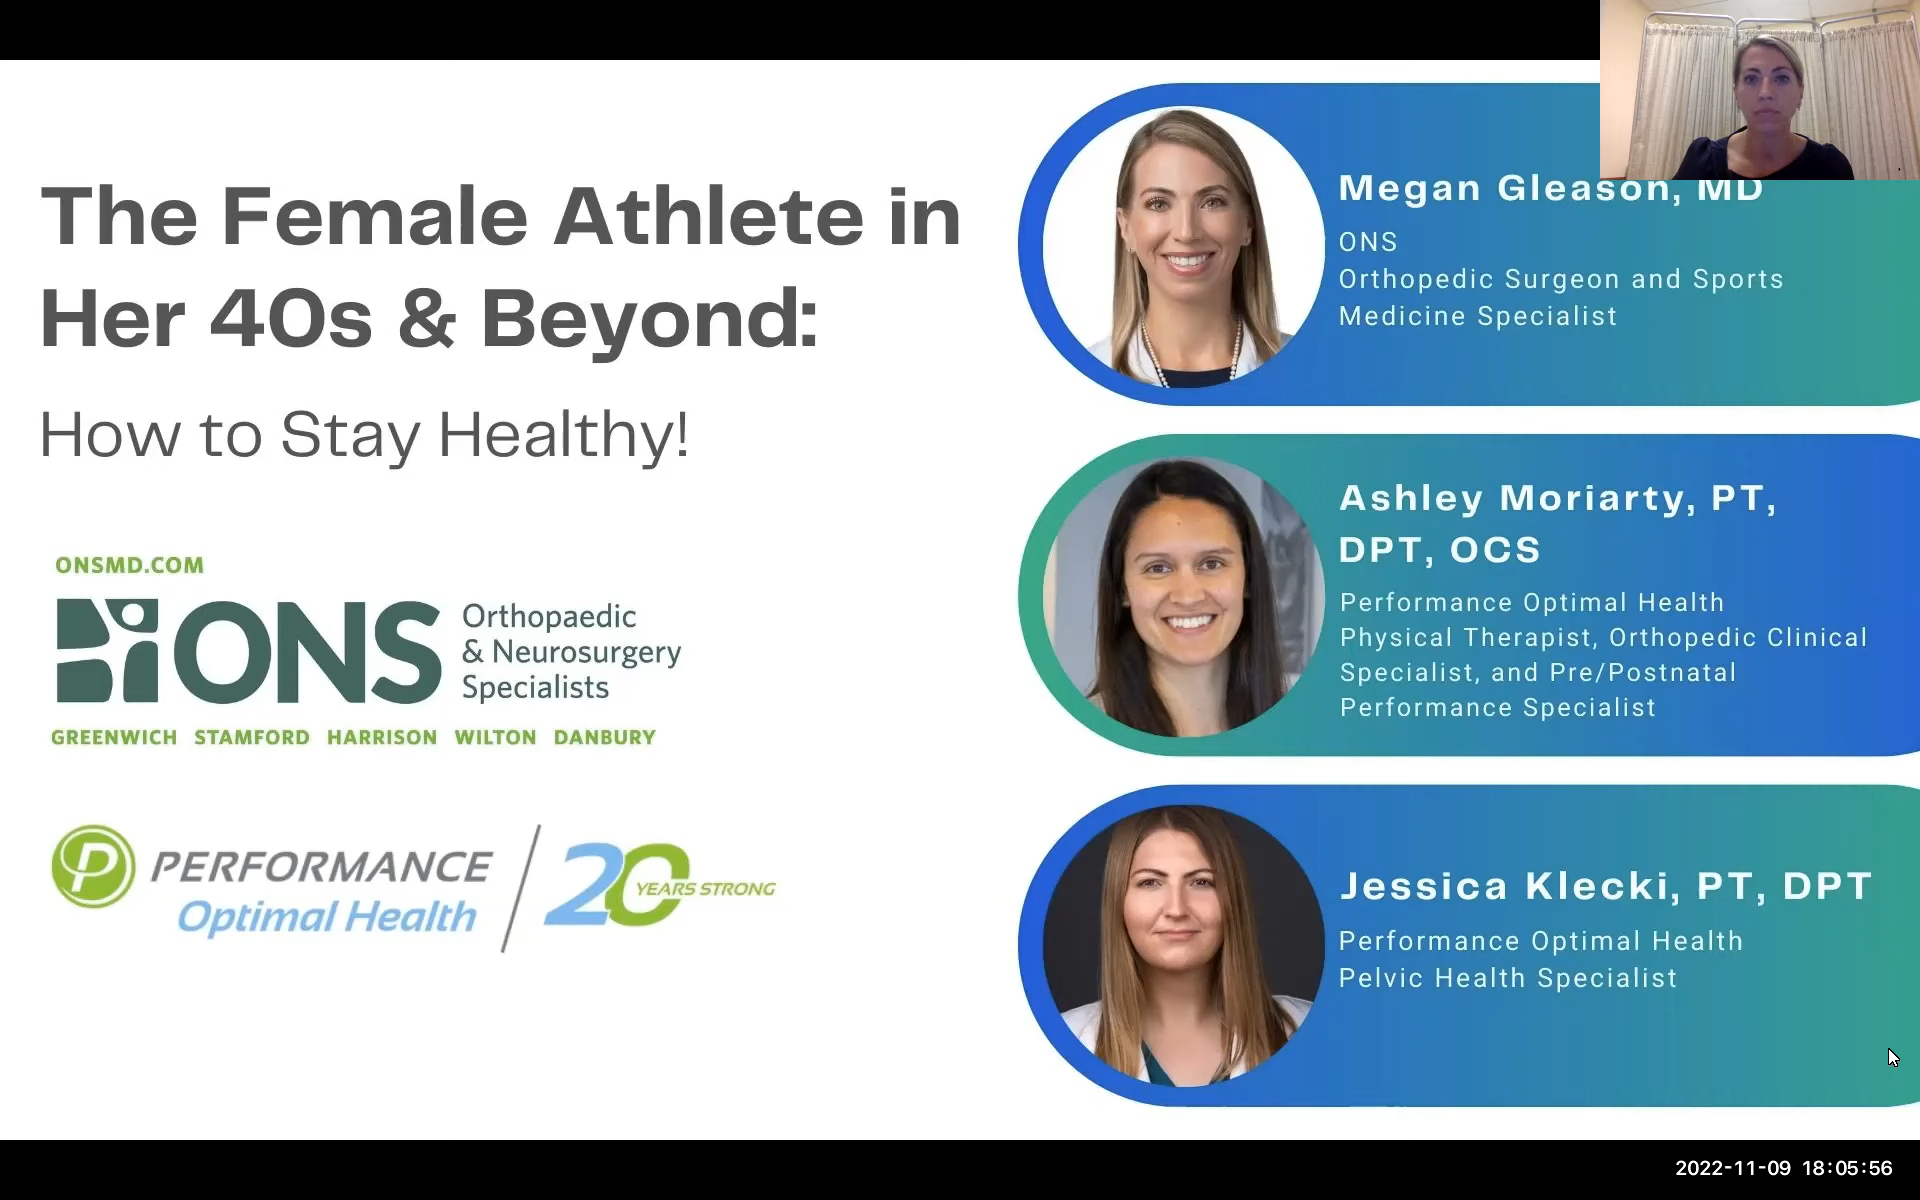 The Female Athlete in
Her 40s & Beyond:
How to Stay Healthy!
ONSMD.COM
ONS
Orthopaedic
& Neurosurgery
Specialists
GREENWICH STAMFORD HARRISON WILTON DANBURY
P PERFORMANCE
Optimal Health
20 YEARS STRONG
Megan Gleason, MD
ONS
Orthopedic Surgeon and Sports
Medicine Specialist
Ashley Moriarty, PT,
DPT, OCS
Performance Optimal Health
Physical Therapist, Orthopedic Clinical
Specialist, and Pre/Postnatal
Performance Specialist
Jessica Klecki, PT, DPT
Performance Optimal Health
Pelvic Health Specialist
2022-11-09 18:05:56